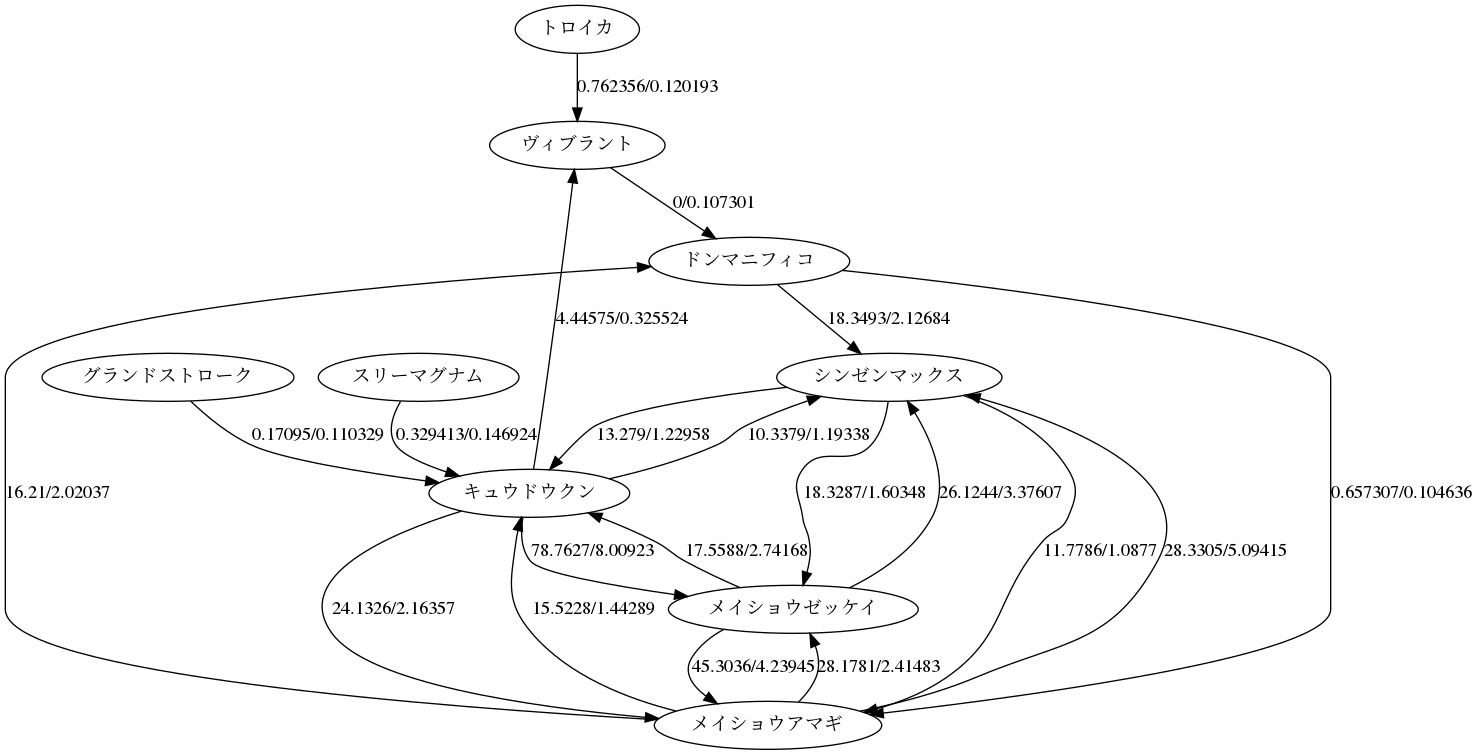 トロイカ
0.762356/0.120193
ヴィブラント
0/0.107301
ドンマニフィコ
4.44575/0.325524
18.3493/2.12684
グランドストローク
スリーマグナム
シンゼンマックス
0.17095/0.110329
0.329413/0.146924
13.279/1.22958
10.3379/1.19338
16.21/2.02037
キュウドウクン
18.3287/1.60348
26.1244/3.37607
0.657307/0.104636
78.7627/8.00923
17.5588/2.74168
11.7786/1.0877
28.3305/5.09415
24.1326/2.16357
15.5228/1.44289
メイショウゼッケイ
45.3036/4.23945
28.1781/2.41483
メイショウアマギ